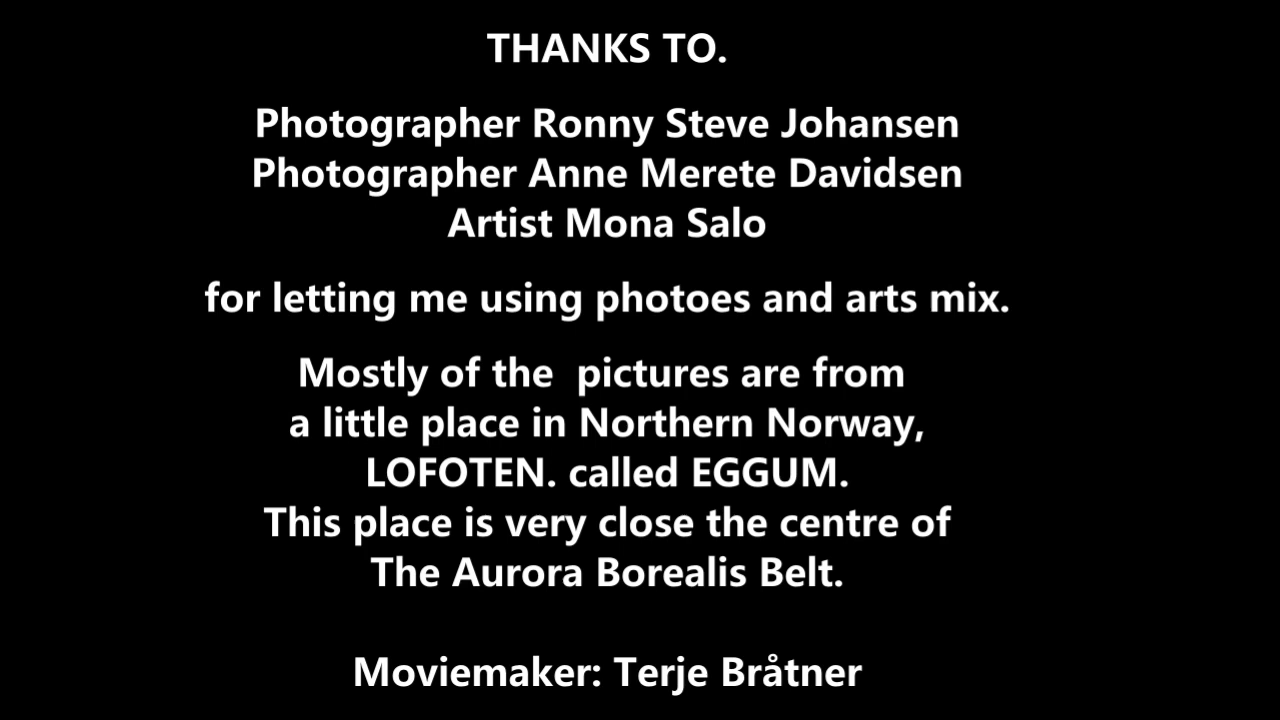 THANKS TO.
Photographer Ronny Steve Johansen
Photographer Anne Merete Davidsen
Artist Mona Salo
for letting me using photoes and arts mix.
Mostly of the  pictures are from
a little place in Northern Norway,
LOFOTEN. called EGGUM.
This place is very close the centre of
The Aurora Borealis Belt.
Moviemaker: Terje Bråtner